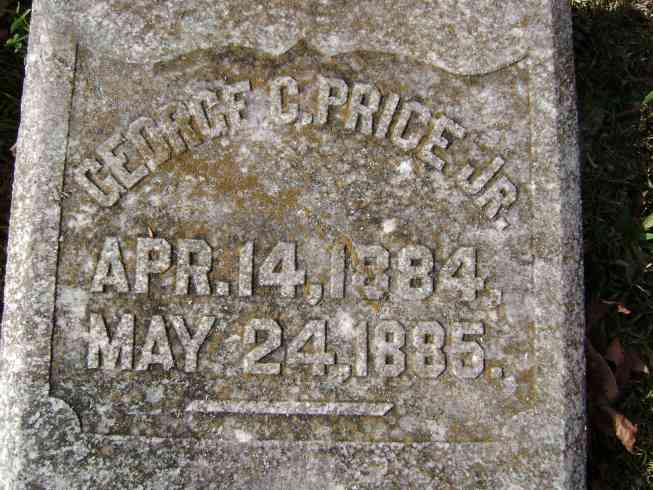 GEORGE C. PRICE JR.
APR. 14, 1884,
MAY 24, 1885.